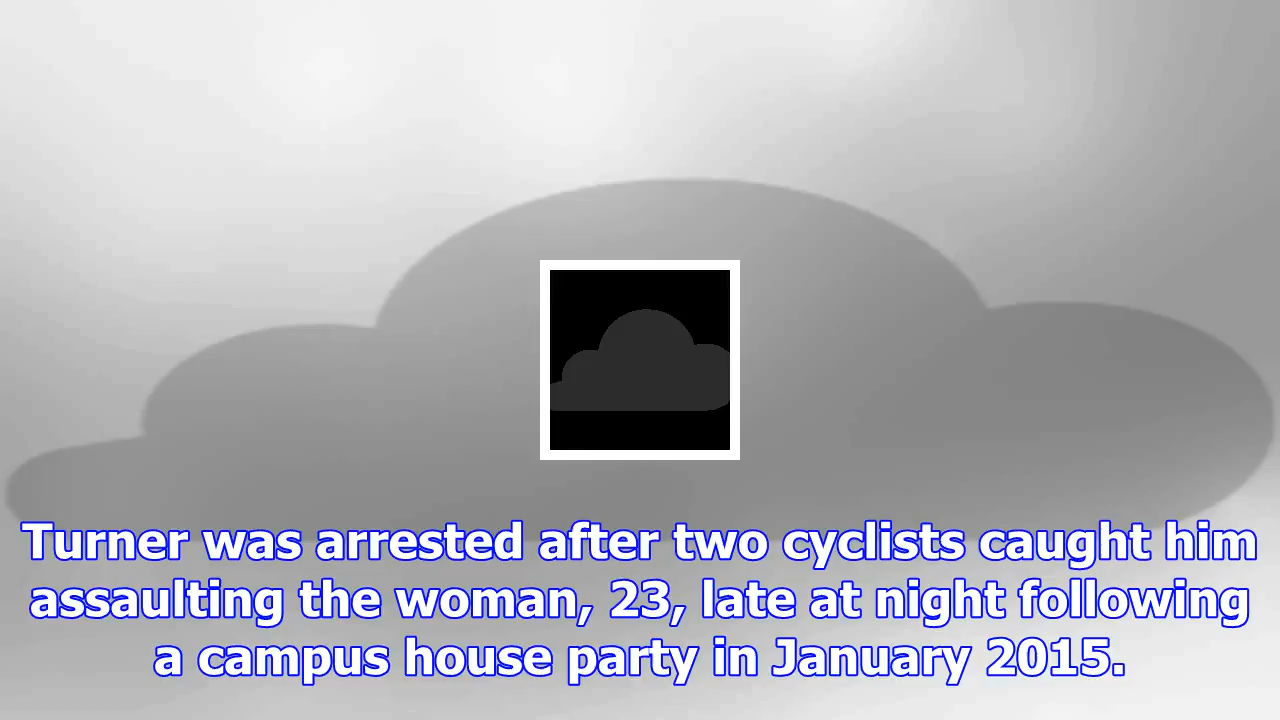 Turner was arrested after two cyclists caught him
assaulting the woman, 23, late at night following
a campus house party in January 2015.